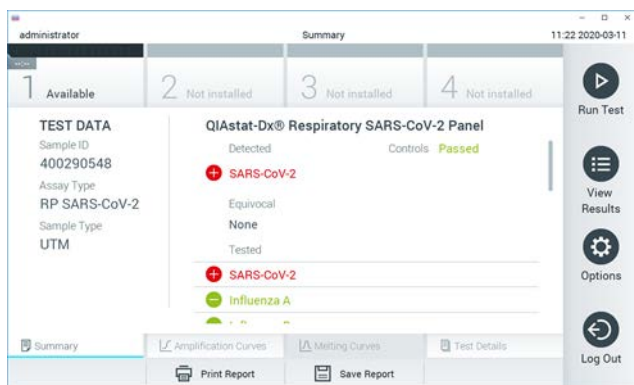 administrator Summary 11:22 2020-03-11
1 Available 2 Not installed 3 Not installed 4 Not installed
Run Test
TEST DATA
Sample ID
400290548
Assay Type
RP SARS-CoV-2
Sample Type
UTM
QIAstat-Dx® Respiratory SARS-CoV-2 Panel
Detected Controls Passed
SARS-CoV-2
Equivocal
None
Tested
SARS-CoV-2
Influenza A
View
Results
Options
Log Out
Summary Amplification Curves Melting Curves Test Details
Print Report Save Report